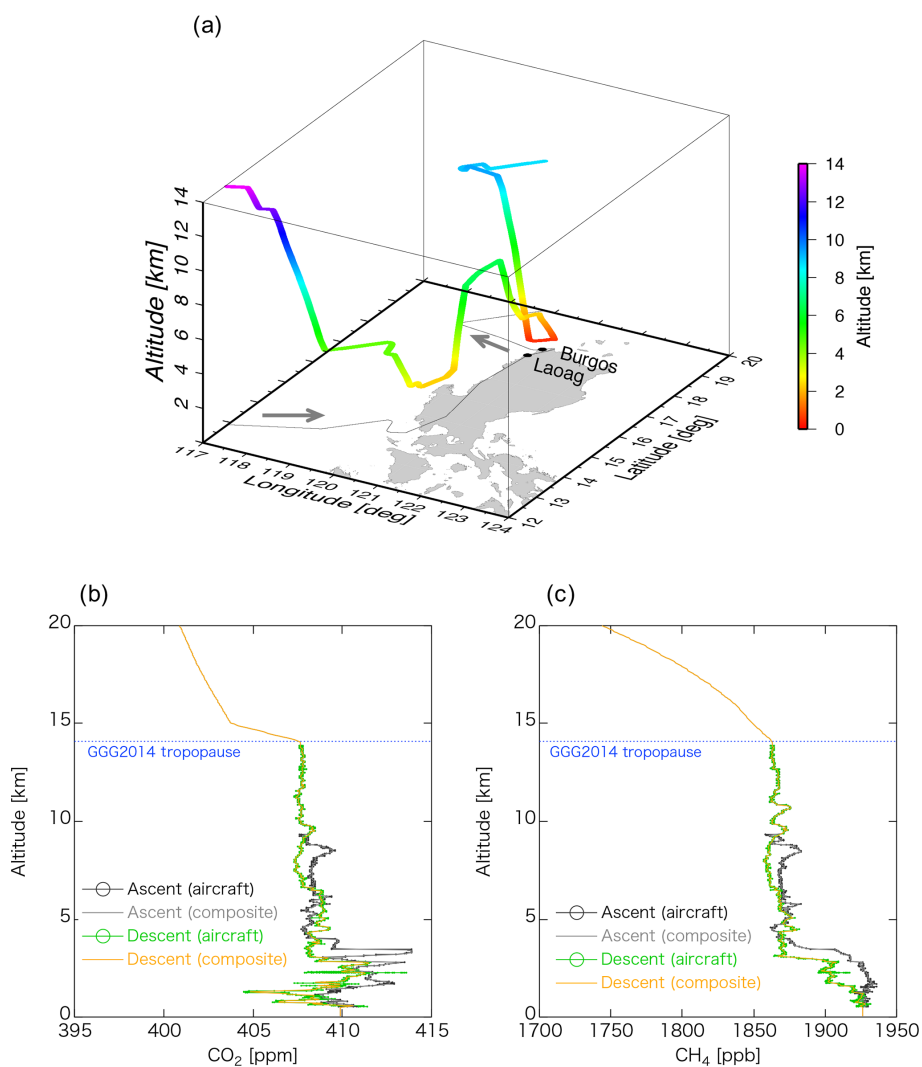 (a)
Altitude [km]
14
12
10
8
6
4
2
117
118
119
120
121
122
123
124
Longitude [deg]
12
13
14
15
16
17
18
19
20
Latitude [deg]
Burgos
Laoag
14
12
10
8
6
4
2
0
Altitude [km]
(b)
20
15
10
5
0
Altitude [km]
GGG2014 tropopause
Ascent (aircraft)
Ascent (composite)
Descent (aircraft)
Descent (composite)
395
400
405
410
415
CO₂ [ppm]
(c)
20
15
10
5
0
Altitude [km]
GGG2014 tropopause
Ascent (aircraft)
Ascent (composite)
Descent (aircraft)
Descent (composite)
1700
1750
1800
1850
1900
1950
CH₄ [ppb]